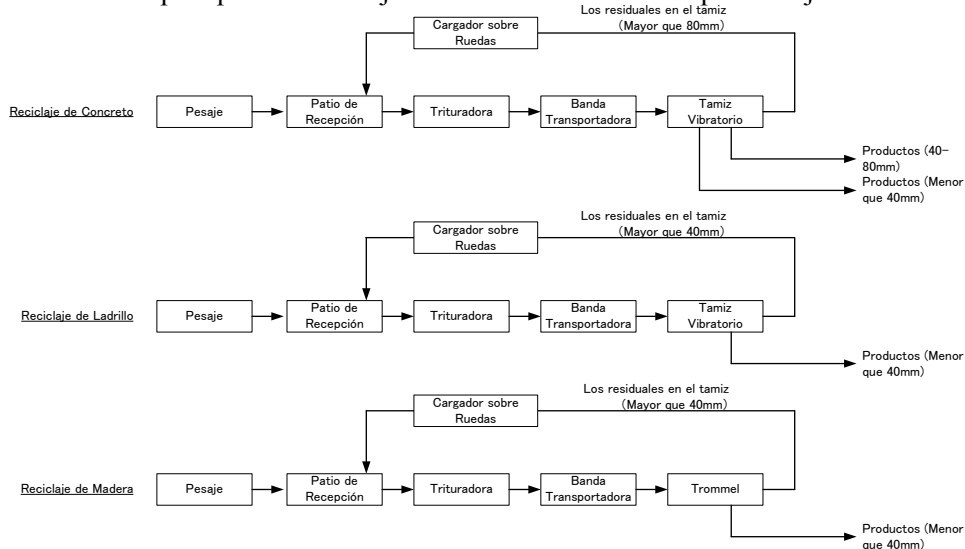 Los residuales en el tamiz
(Mayor que 80mm)
Cargador sobre
Ruedas
Reciclaje de Concreto
Pesaje
Patio de
Recepción
Trituradora
Banda
Transportadora
Tamiz
Vibratorio
Productos (40-
80mm)
Productos (Menor
que 40mm)
Los residuales en el tamiz
(Mayor que 40mm)
Cargador sobre
Ruedas
Reciclaje de Ladrillo
Pesaje
Patio de
Recepción
Trituradora
Banda
Transportadora
Tamiz
Vibratorio
Productos (Menor
que 40mm)
Los residuales en el tamiz
(Mayor que 40mm)
Cargador sobre
Ruedas
Reciclaje de Madera
Pesaje
Patio de
Recepción
Trituradora
Banda
Transportadora
Trommel
Productos (Menor
que 40mm)